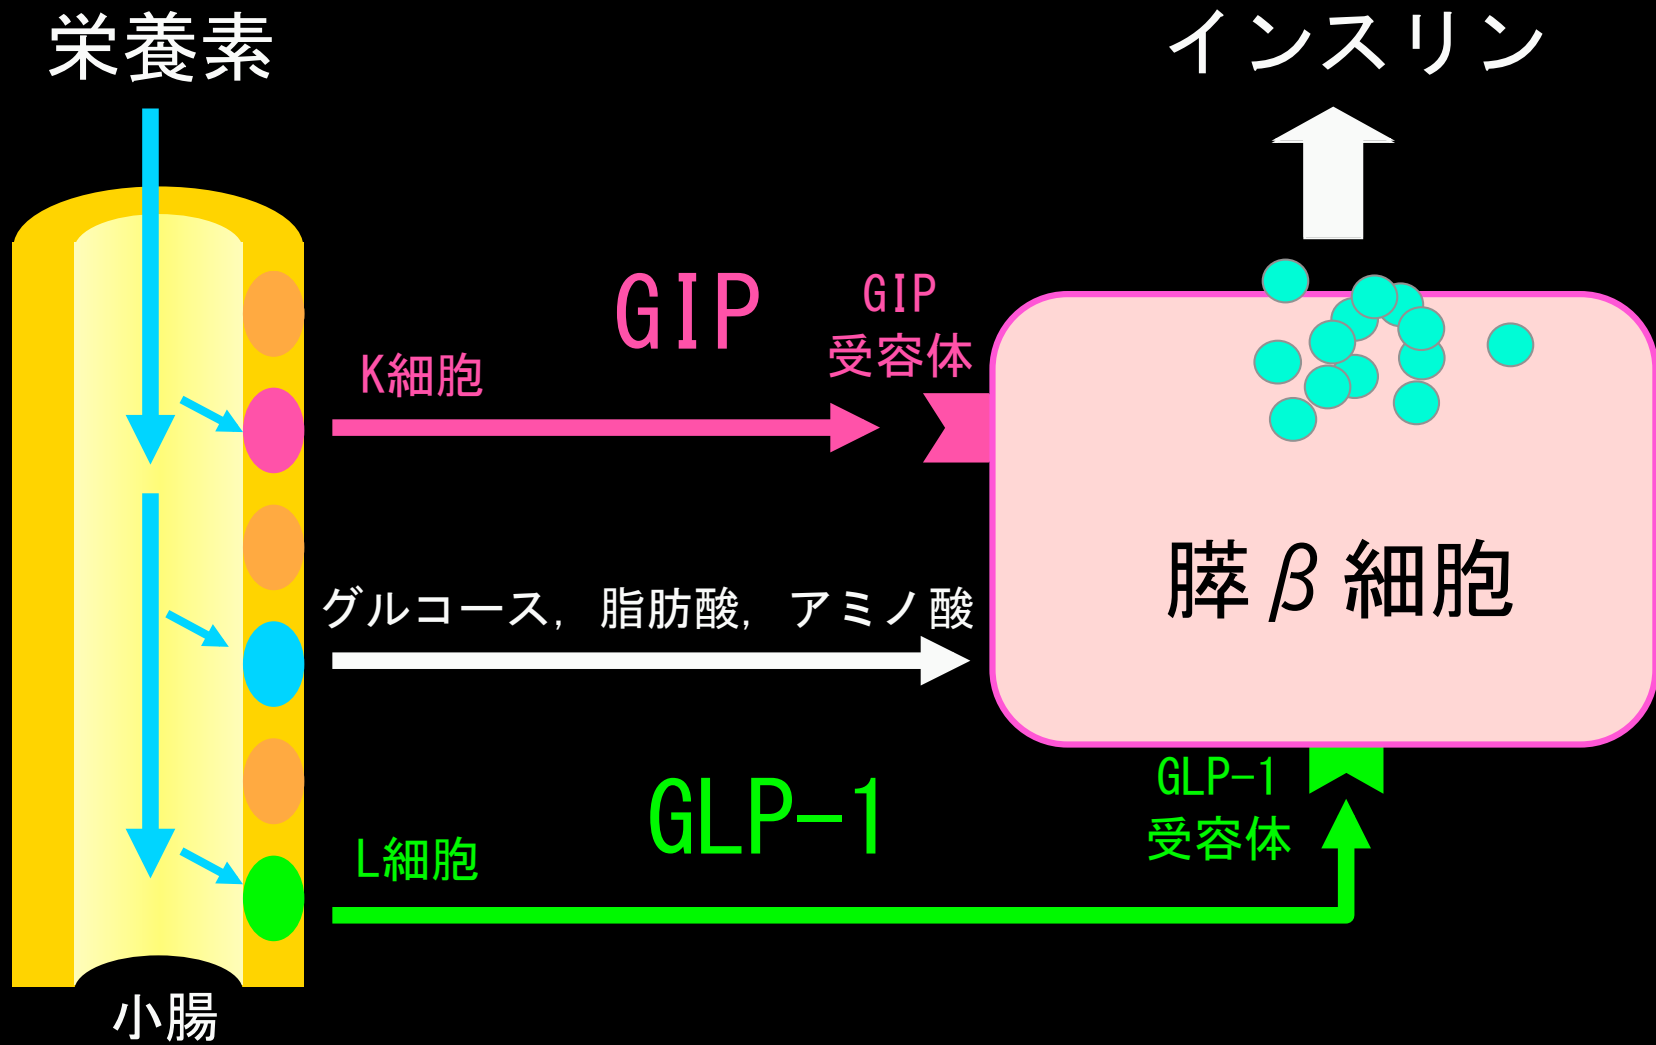 栄養素
インスリン
GIP
GIP
受容体
K細胞
グルコース, 脂肪酸, アミノ酸
膵β細胞
GLP-1
GLP-1
受容体
L細胞
小腸